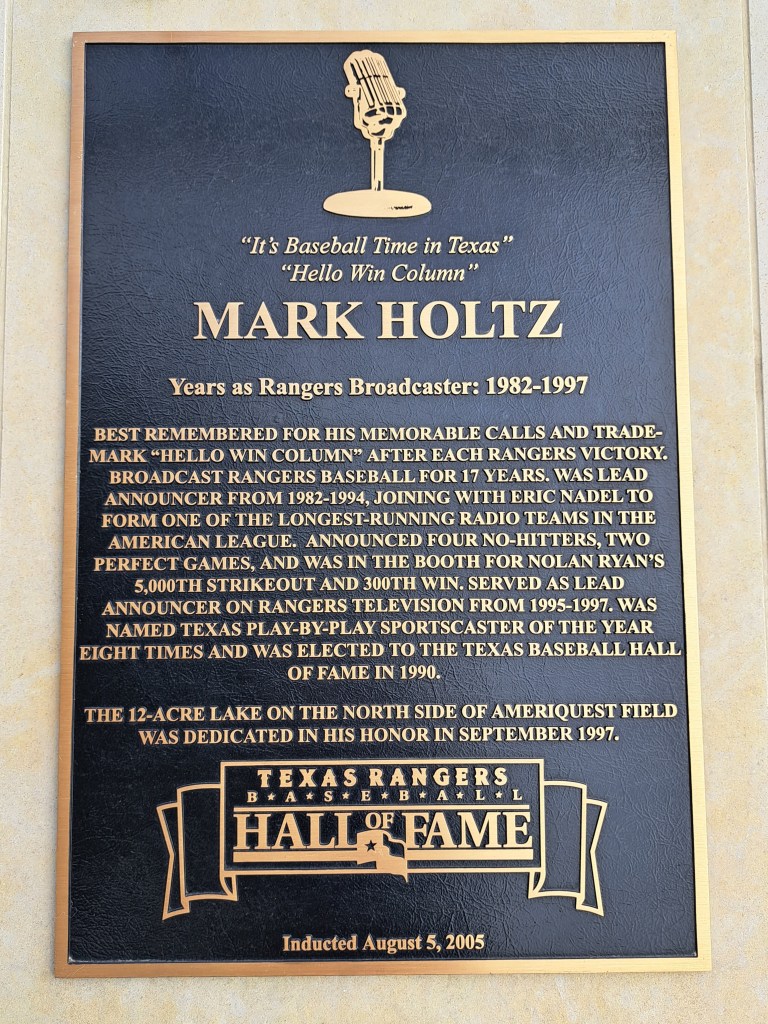 “It’s Baseball Time in Texas”
“Hello Win Column”
MARK HOLTZ
Years as Rangers Broadcaster: 1982-1997
BEST REMEMBERED FOR HIS MEMORABLE CALLS AND TRADE-
MARK “HELLO WIN COLUMN” AFTER EACH RANGERS VICTORY.
BROADCAST RANGERS BASEBALL FOR 17 YEARS. WAS LEAD
ANNOUNCER FROM 1982-1994, JOINING WITH ERIC NADEL TO
FORM ONE OF THE LONGEST-RUNNING RADIO TEAMS IN THE
AMERICAN LEAGUE. ANNOUNCED FOUR NO-HITTERS, TWO
PERFECT GAMES, AND WAS IN THE BOOTH FOR NOLAN RYAN’S
5,000TH STRIKEOUT AND 300TH WIN. SERVED AS LEAD
ANNOUNCER ON RANGERS TELEVISION FROM 1995-1997. WAS
NAMED TEXAS PLAY-BY-PLAY SPORTSCASTER OF THE YEAR
EIGHT TIMES AND WAS ELECTED TO THE TEXAS BASEBALL HALL
OF FAME IN 1990.
THE 12-ACRE LAKE ON THE NORTH SIDE OF AMERIQUEST FIELD
WAS DEDICATED IN HIS HONOR IN SEPTEMBER 1997.
TEXAS RANGERS
B★A★S★E★B★A★L★L
HALL OF FAME
Inducted August 5, 2005